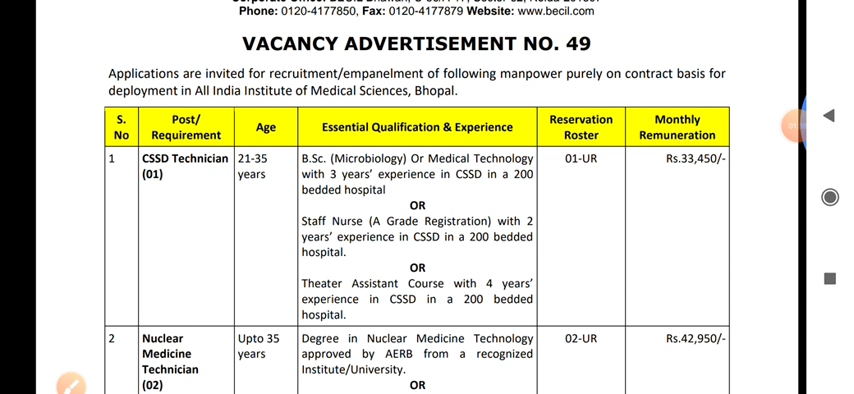 Phone: 0120-4177850, Fax: 0120-4177879 Website: www.becil.com
VACANCY ADVERTISEMENT NO. 49
Applications are invited for recruitment/empanelment of following manpower purely on contract basis for
deployment in All India Institute of Medical Sciences, Bhopal.
S. No | Post/ Requirement | Age | Essential Qualification & Experience | Reservation Roster | Monthly Remuneration
1 | CSSD Technician (01) | 21-35 years | B.Sc. (Microbiology) Or Medical Technology | 01-UR | Rs.33,450/-
with 3 years’ experience in CSSD in a 200
bedded hospital
OR
Staff Nurse (A Grade Registration) with 2
years’ experience in CSSD in a 200 bedded
hospital.
OR
Theater Assistant Course with 4 years’
experience in CSSD in a 200 bedded
hospital.
2 | Nuclear Medicine Technician (02) | Upto 35 years | Degree in Nuclear Medicine Technology | 02-UR | Rs.42,950/-
approved by AERB from a recognized
Institute/University.
OR